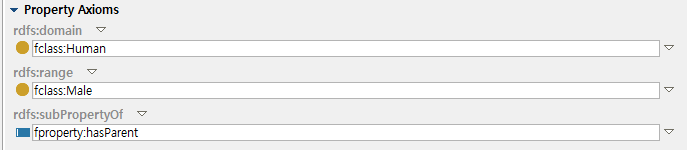 Property Axioms
rdfs:domain
fclass:Human
rdfs:range
fclass:Male
rdfs:subPropertyOf
fproperty:hasParent